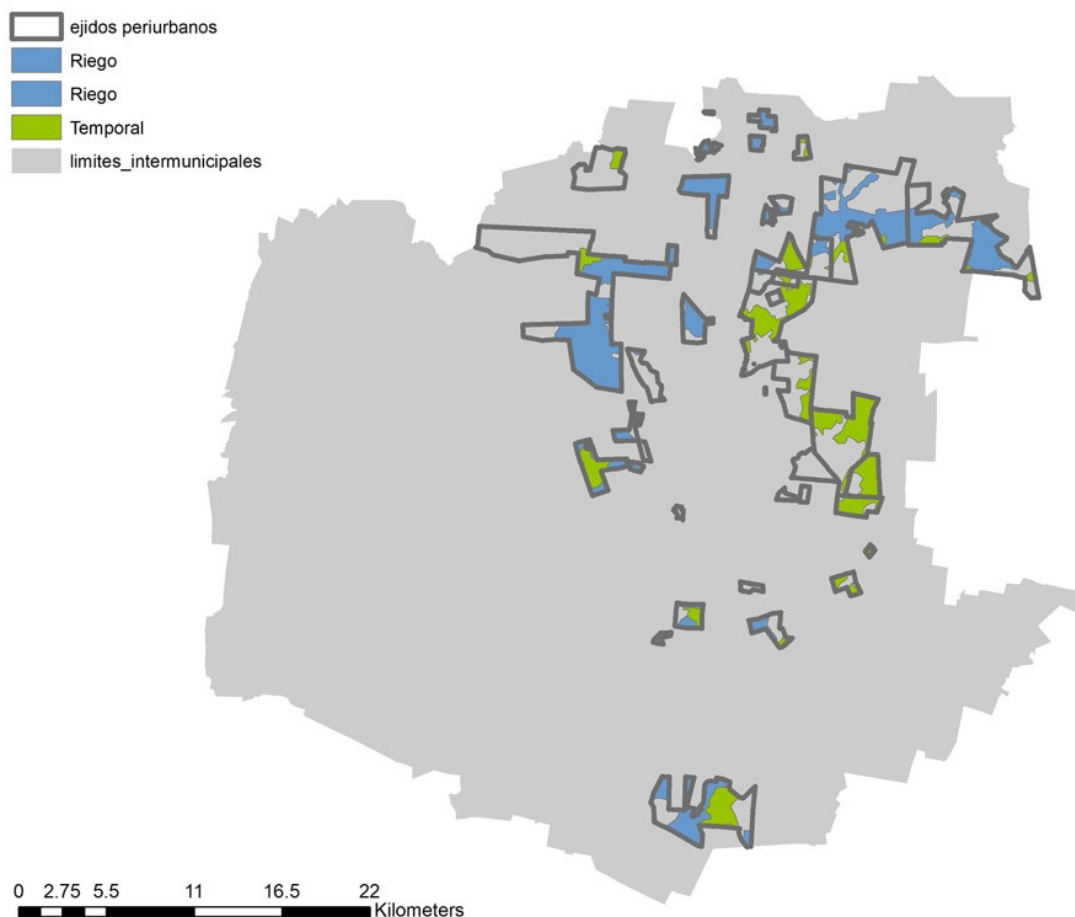 ejidos periurbanos
Riego
Riego
Temporal
limites_intermunicipales
0 2.75 5.5 11 16.5 22
Kilometers